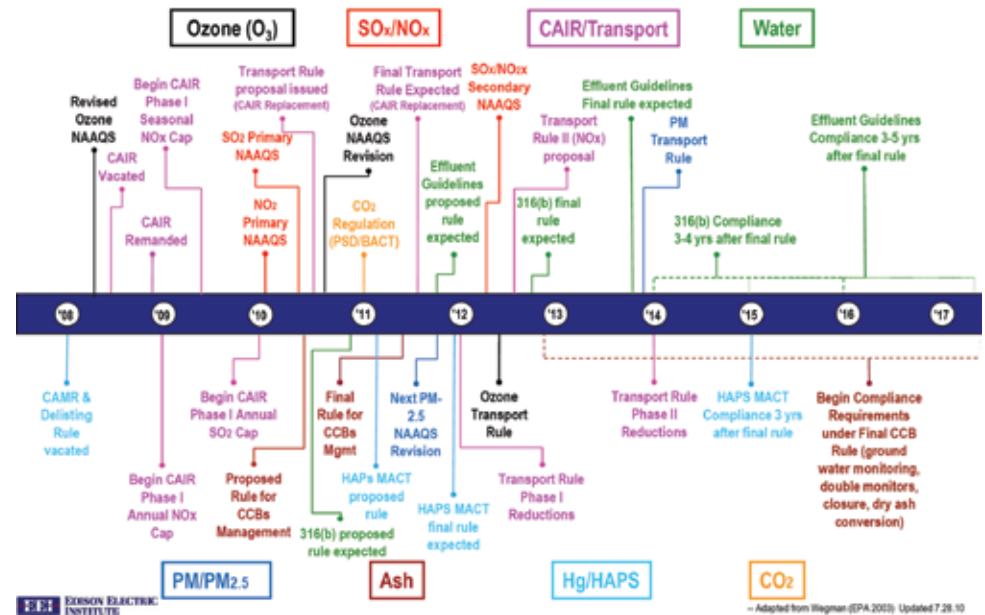 Ozone (O3)
SOx/NOx
CAIR/Transport
Water
Revised
Ozone
NAAQS
CAIR
Vacated
Begin CAIR
Phase I
Seasonal
NOx Cap
CAIR
Remanded
Transport Rule
proposal issued
(CAIR Replacement)
SO2 Primary
NAAQS
NO2
Primary
NAAQS
Ozone
NAAQS
Revision
CO2
Regulation
(PSD/BACT)
Final Transport
Rule Expected
(CAIR Replacement)
Effluent
Guidelines
proposed
rule
expected
SOx/NO2x
Secondary
NAAQS
Transport
Rule II (NOx)
proposal
316(b) final
rule
expected
Effluent Guidelines
Final rule expected
PM
Transport
Rule
316(b) Compliance
3-4 yrs after final rule
Effluent Guidelines
Compliance 3-5 yrs
after final rule
'08
'09
'10
'11
'12
'13
'14
'15
'16
'17
CAMR &
Delisting
Rule
vacated
Begin CAIR
Phase I
Annual NOx
Cap
Begin CAIR
Phase I Annual
SO2 Cap
Proposed
Rule for
CCBs
Management
316(b) proposed
rule expected
Final
Rule for
CCBs
Mgmt
HAPs MACT
proposed
rule
Next PM-
2.5
NAAQS
Revision
HAPS MACT
final rule
expected
Ozone
Transport
Rule
Transport Rule
Phase I
Reductions
Transport Rule
Phase II
Reductions
HAPS MACT
Compliance 3 yrs
after final rule
Begin Compliance
Requirements
under Final CCB
Rule (ground
water monitoring,
double monitors,
closure, dry ash
conversion)
PM/PM2.5
Ash
Hg/HAPS
CO2
EEI EDISON ELECTRIC
INSTITUTE
-- Adapted from Wegman (EPA 2003) Updated 7.28.10